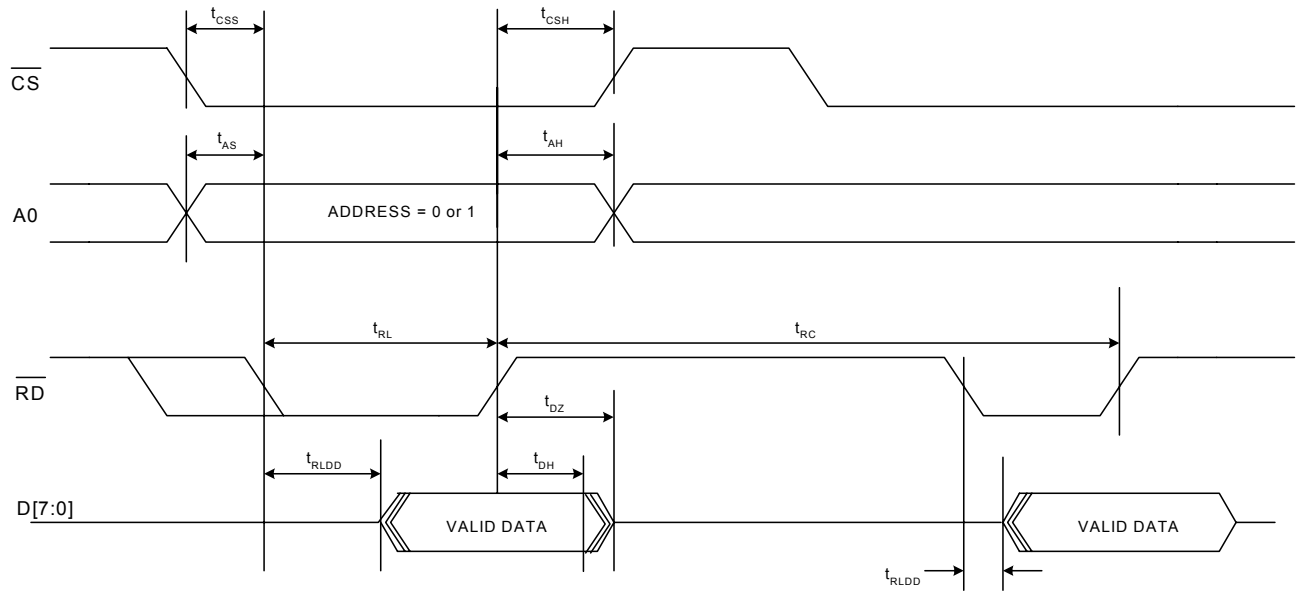 tCSS
tCSH
CS
tAS
tAH
A0
ADDRESS = 0 or 1
tRL
tRC
RD
tDZ
tRLDD
tDH
D[7:0]
VALID DATA
VALID DATA
tRLDD